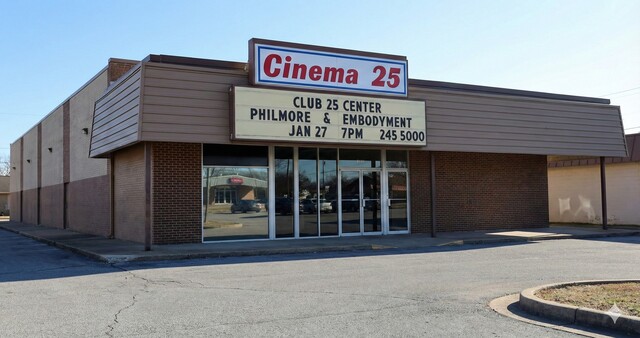 Cinema 25
CLUB 25 CENTER
PHILMORE & EMBODYMENT
JAN 27 7PM 245 5000